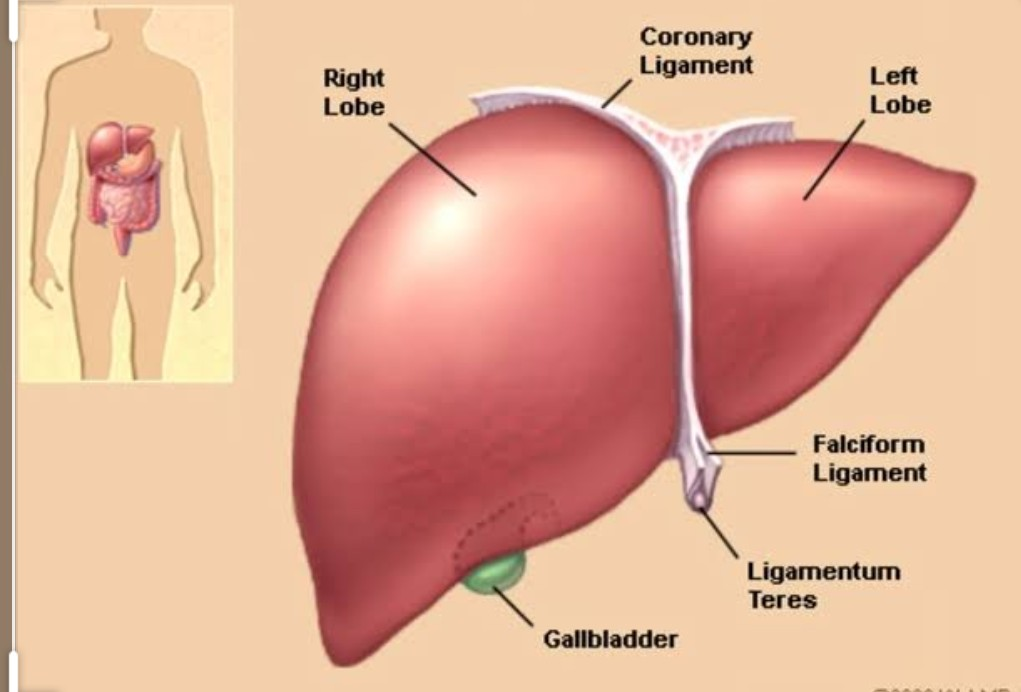 Coronary
Ligament
Right
Lobe
Left
Lobe
Falciform
Ligament
Ligamentum
Teres
Gallbladder